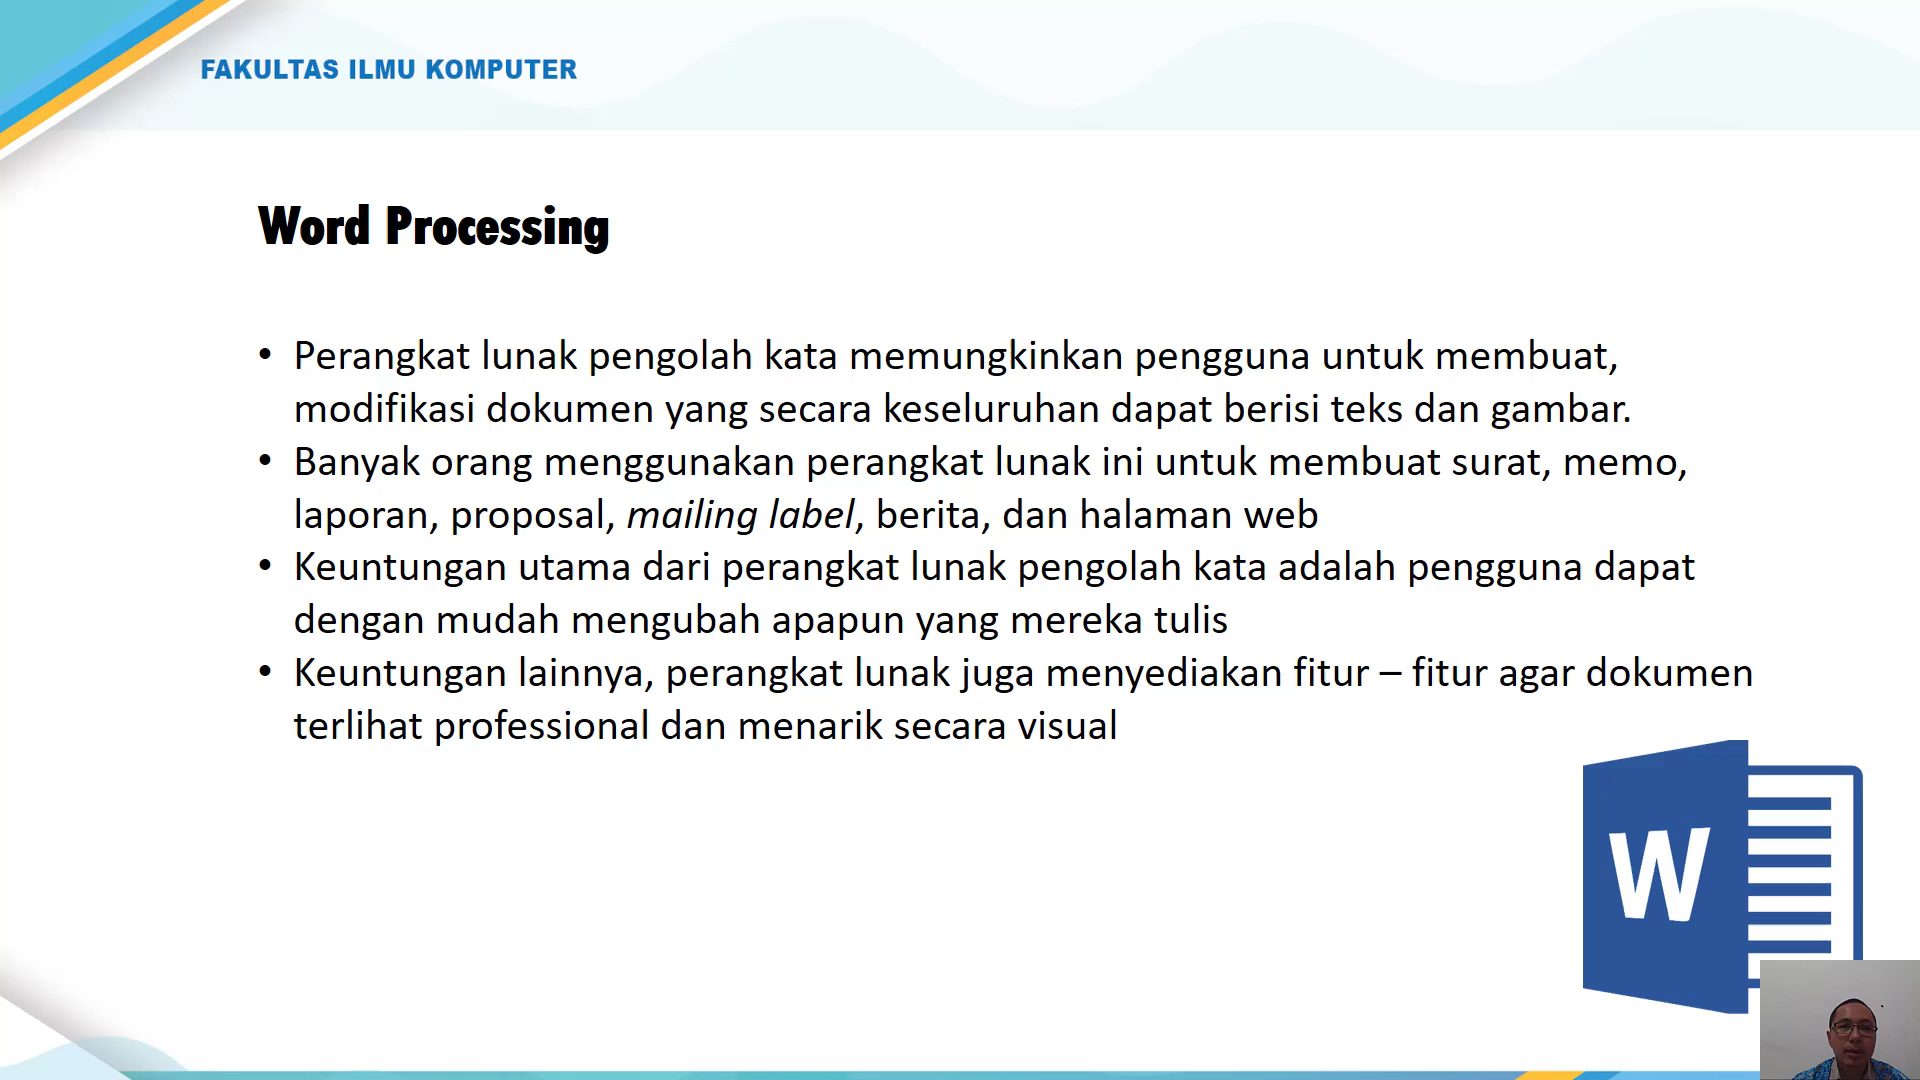 FAKULTAS ILMU KOMPUTER
Word Processing
• Perangkat lunak pengolah kata memungkinkan pengguna untuk membuat,
modifikasi dokumen yang secara keseluruhan dapat berisi teks dan gambar.
• Banyak orang menggunakan perangkat lunak ini untuk membuat surat, memo,
laporan, proposal, mailing label, berita, dan halaman web
• Keuntungan utama dari perangkat lunak pengolah kata adalah pengguna dapat
dengan mudah mengubah apapun yang mereka tulis
• Keuntungan lainnya, perangkat lunak juga menyediakan fitur – fitur agar dokumen
terlihat professional dan menarik secara visual
W